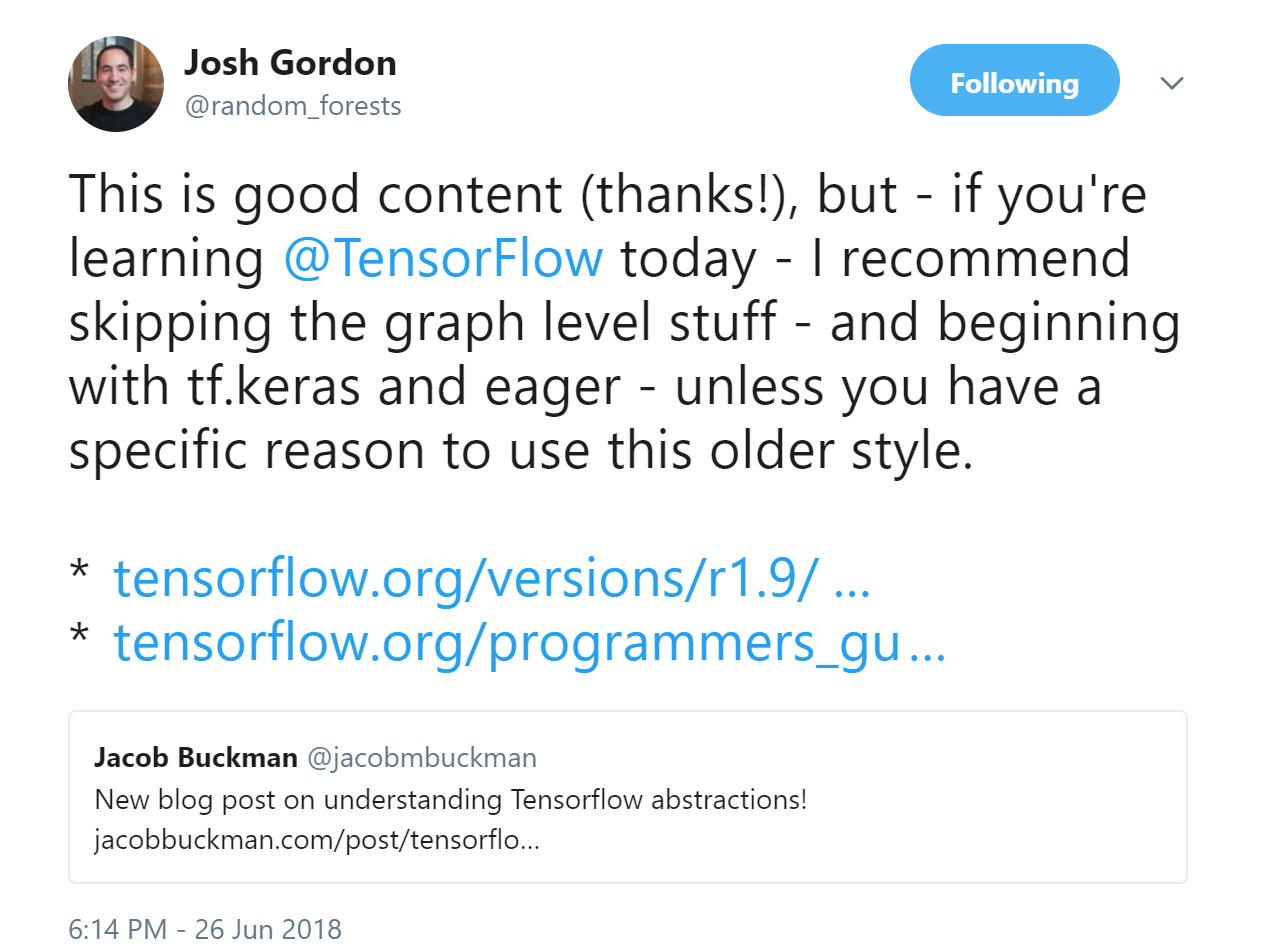 Josh Gordon
@random_forests
Following
This is good content (thanks!), but - if you're
learning @TensorFlow today - I recommend
skipping the graph level stuff - and beginning
with tf.keras and eager - unless you have a
specific reason to use this older style.
* tensorflow.org/versions/r1.9/ ...
* tensorflow.org/programmers_gu...
Jacob Buckman @jacobmbuckman
New blog post on understanding Tensorflow abstractions!
jacobbuckman.com/post/tensorflo...
6:14 PM - 26 Jun 2018